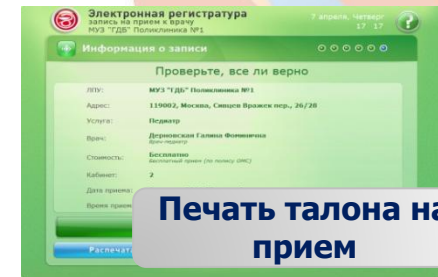 Электронная регистратура
запись на прием к врачу
МУЗ "ГДБ" Поликлиника №1
7 апреля, четверг
17 17
?
Информация о записи
Проверьте, все ли верно
ЛПУ: МУЗ "ГДБ" Поликлиника №1
Адрес: 119002, Москва, Сивцев Вражек пер., 26/28
Услуга: Педиатр
Врач: Дерновская Галина Фоминична
Врач-педиатр
Стоимость: Бесплатно
Бесплатный прием (по полису ОМС)
Кабинет: 2
Дата приема:
Время прием
Распечата
Печать талона на
прием